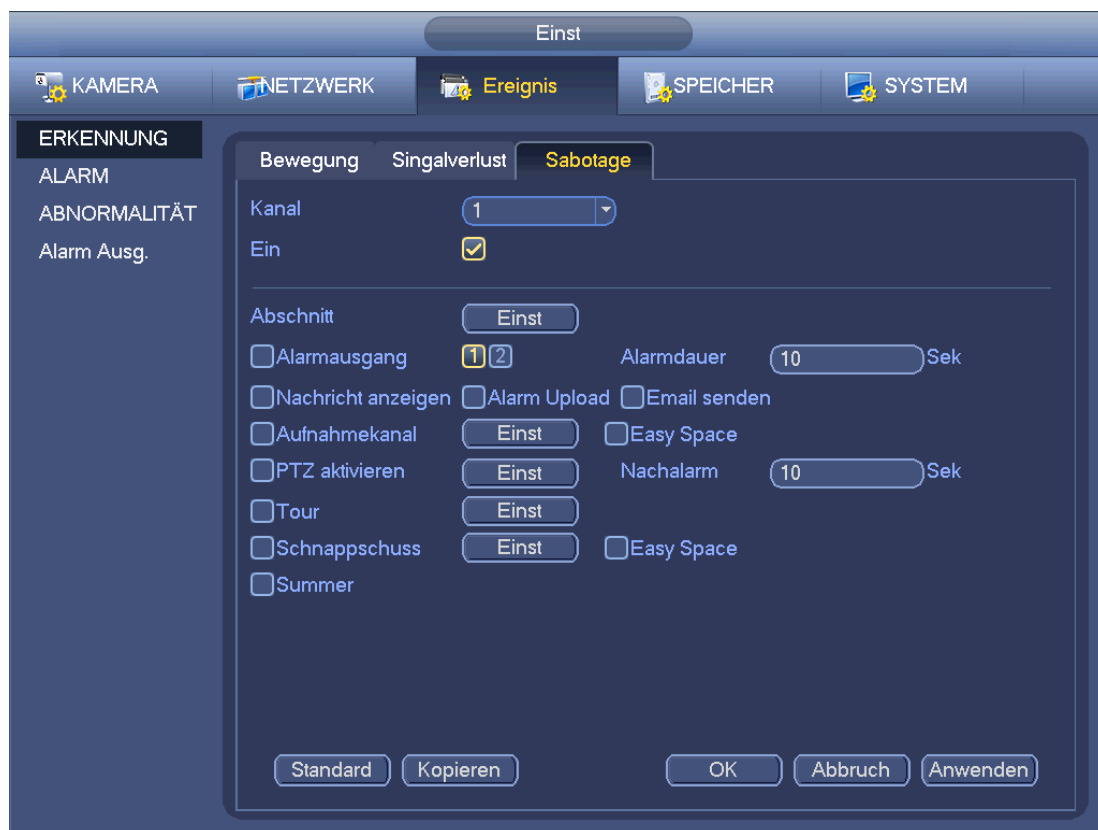 Einst
KAMERA NETZWERK Ereignis SPEICHER SYSTEM
ERKENNUNG
ALARM
ABNORMALITÄT
Alarm Ausg.
Bewegung Singalverlust Sabotage
Kanal 1
Ein
Abschnitt Einst
Alarmausgang 1 2 Alarmdauer 10 Sek
Nachricht anzeigen Alarm Upload Email senden
Aufnahmekanal Einst Easy Space
PTZ aktivieren Einst Nachalarm 10 Sek
Tour Einst
Schnappschuss Einst Easy Space
Summer
Standard Kopieren OK Abbruch Anwenden